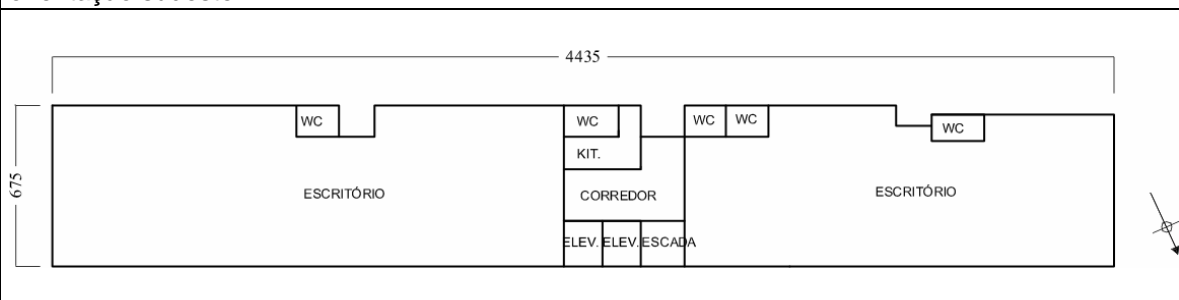 4435
675
WC
WC
WC
WC
WC
KIT.
ESCRITÓRIO
CORREDOR
ESCRITÓRIO
ELEV.
ELEV.
ESCADA